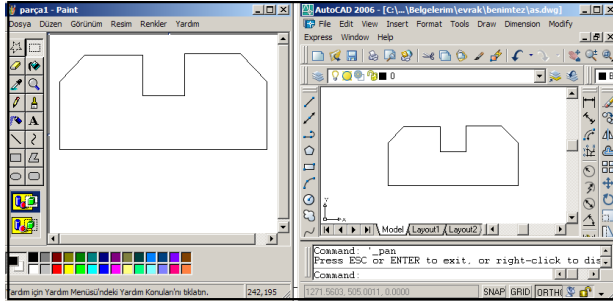 parça1 - Paint
Dosya Düzen Görünüm Resim Renkler Yardım
A
Yardım için Yardım Menüsü'ndeki Yardım Konuları'nı tıklatın.
242,195
AutoCAD 2006 - [C:\...\Belgelerim\evrak\benimtez\as.dwg]
File Edit View Insert Format Tools Draw Dimension Modify
Express Window Help
0
Model Layout1 Layout2
Command: '_pan
Press ESC or ENTER to exit, or right-click to dis
Command:
1271.5603, 505.0011, 0.0000
SNAP GRID ORTH